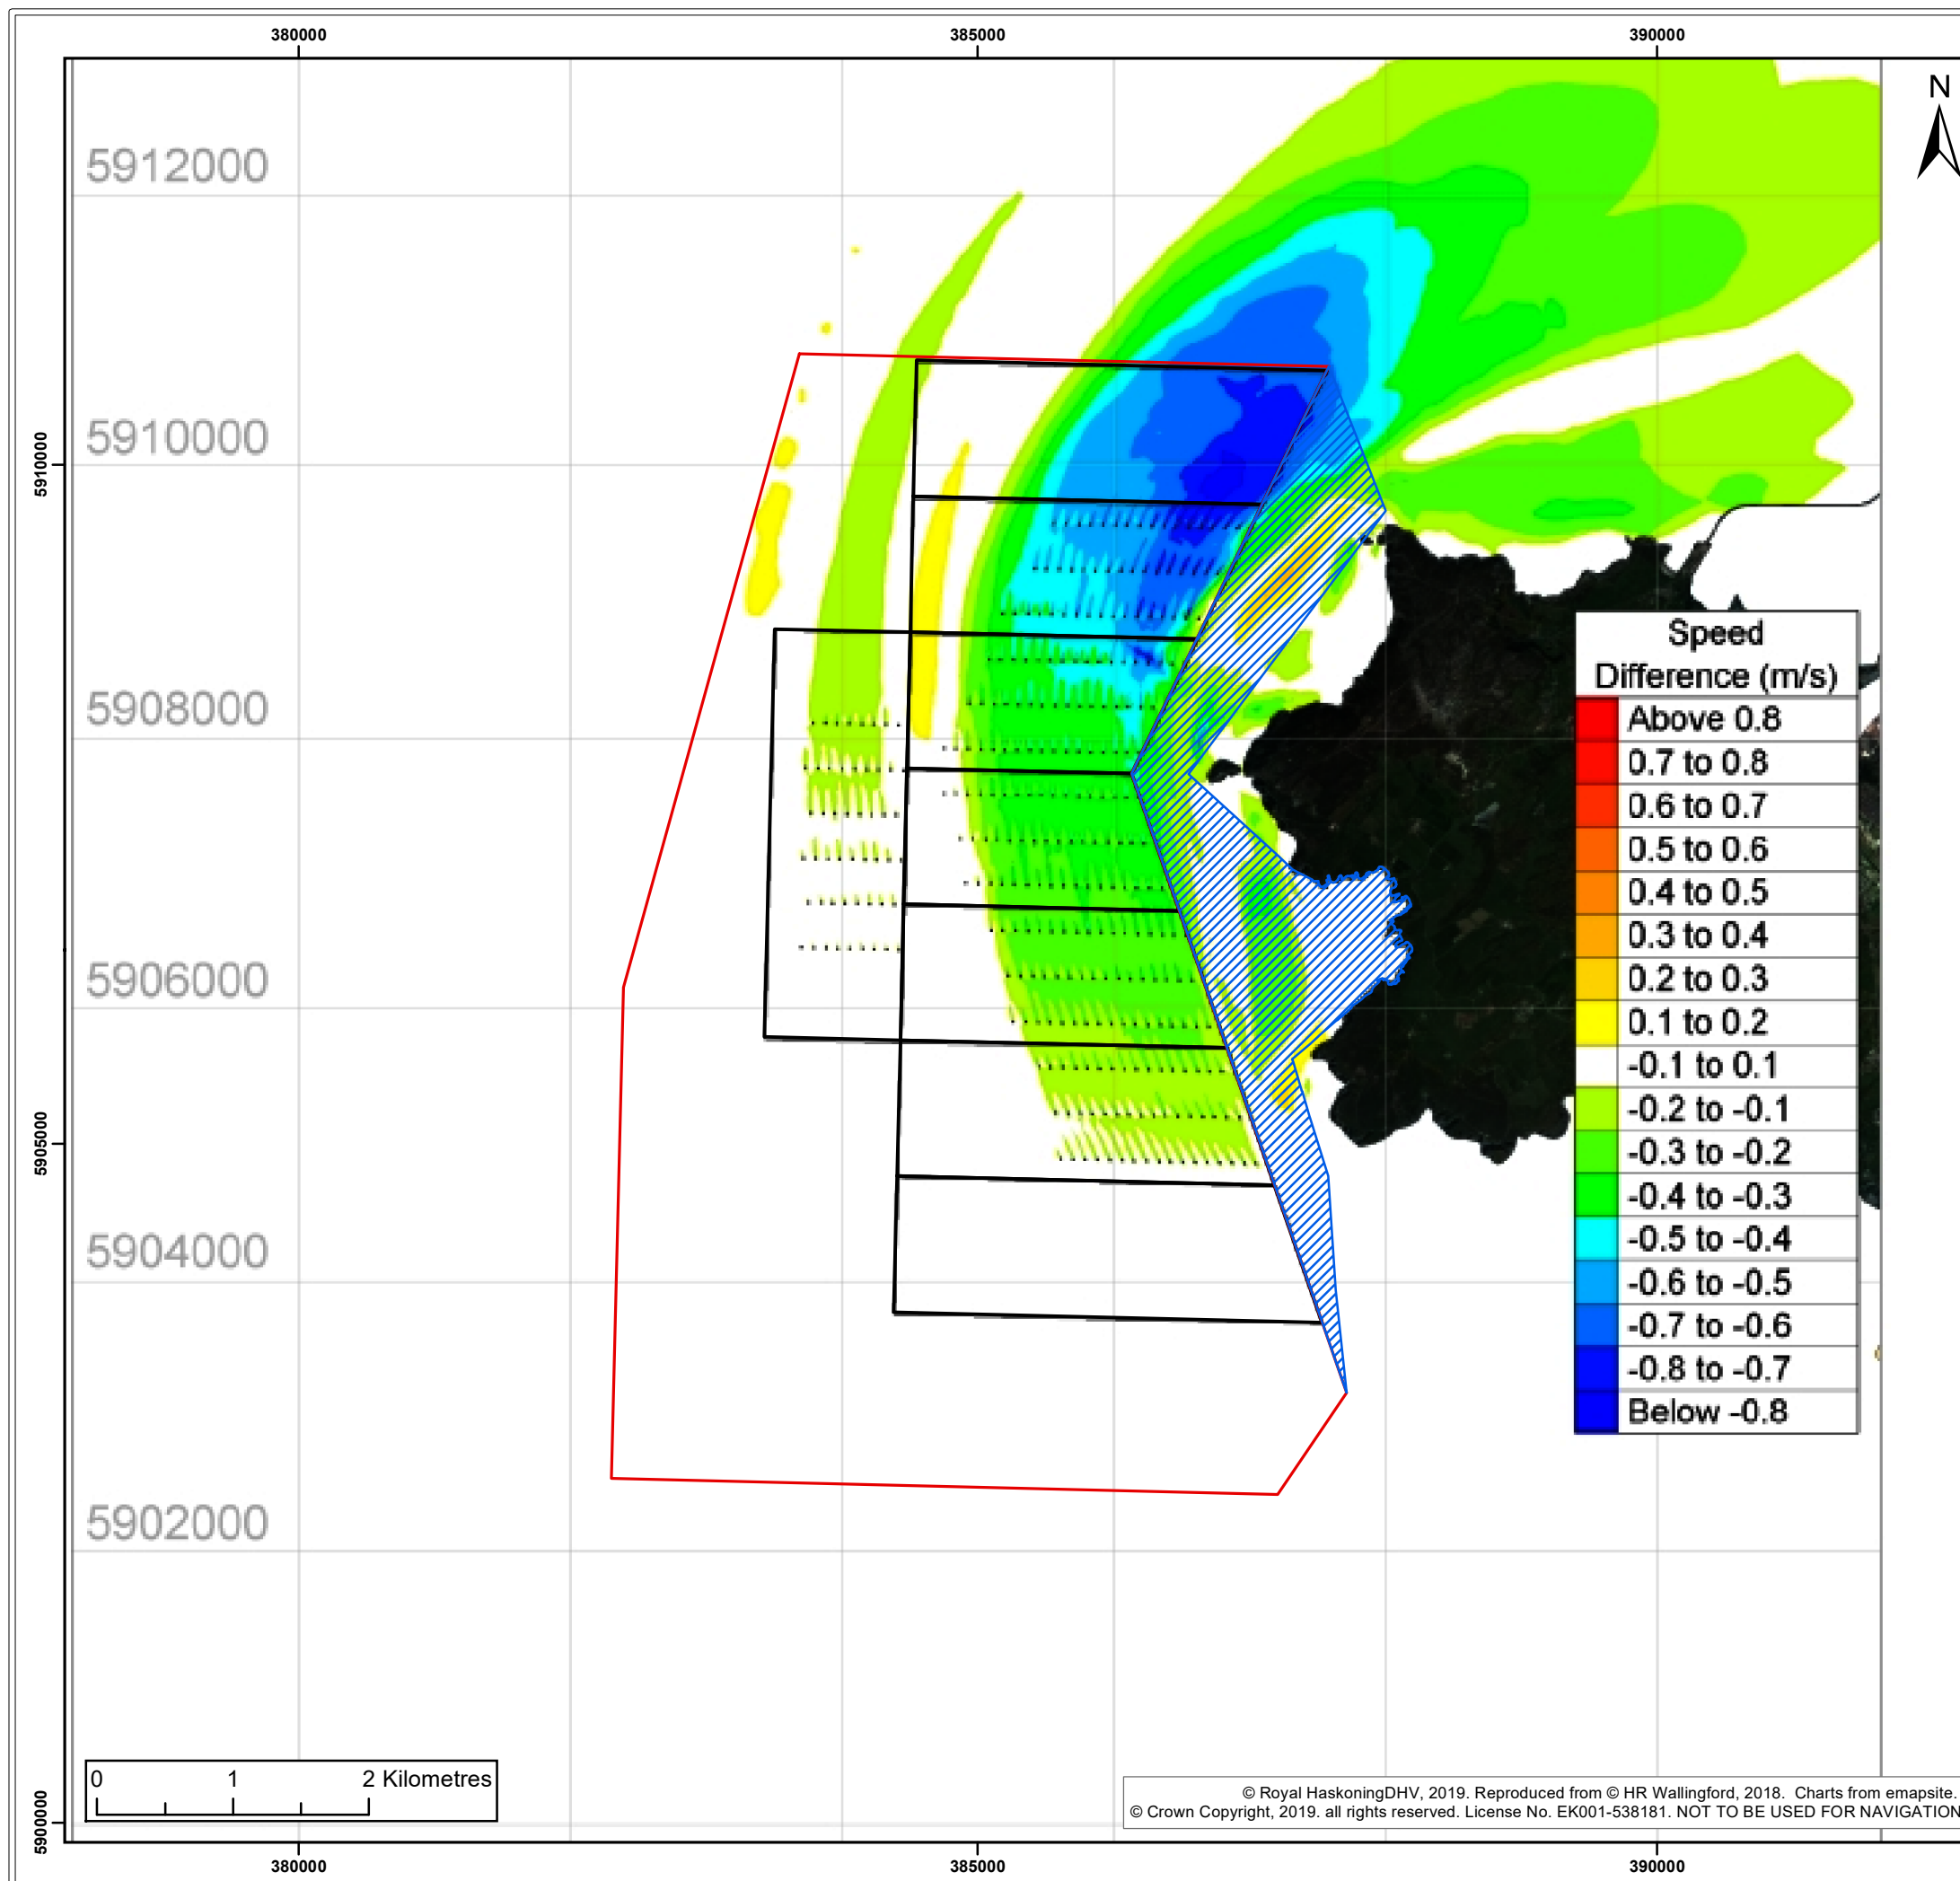 380000 385000 390000
N
5912000
5910000
5910000
5908000
5906000
5905000
5904000
5902000
5900000
Speed
Difference (m/s)
Above 0.8
0.7 to 0.8
0.6 to 0.7
0.5 to 0.6
0.4 to 0.5
0.3 to 0.4
0.2 to 0.3
0.1 to 0.2
-0.1 to 0.1
-0.2 to -0.1
-0.3 to -0.2
-0.4 to -0.3
-0.5 to -0.4
-0.6 to -0.5
-0.7 to -0.6
-0.8 to -0.7
Below -0.8
0 1 2 Kilometres
© Royal HaskoningDHV, 2019. Reproduced from © HR Wallingford, 2018. Charts from emapsite.
© Crown Copyright, 2019. all rights reserved. License No. EK001-538181. NOT TO BE USED FOR NAVIGATION
380000 385000 390000